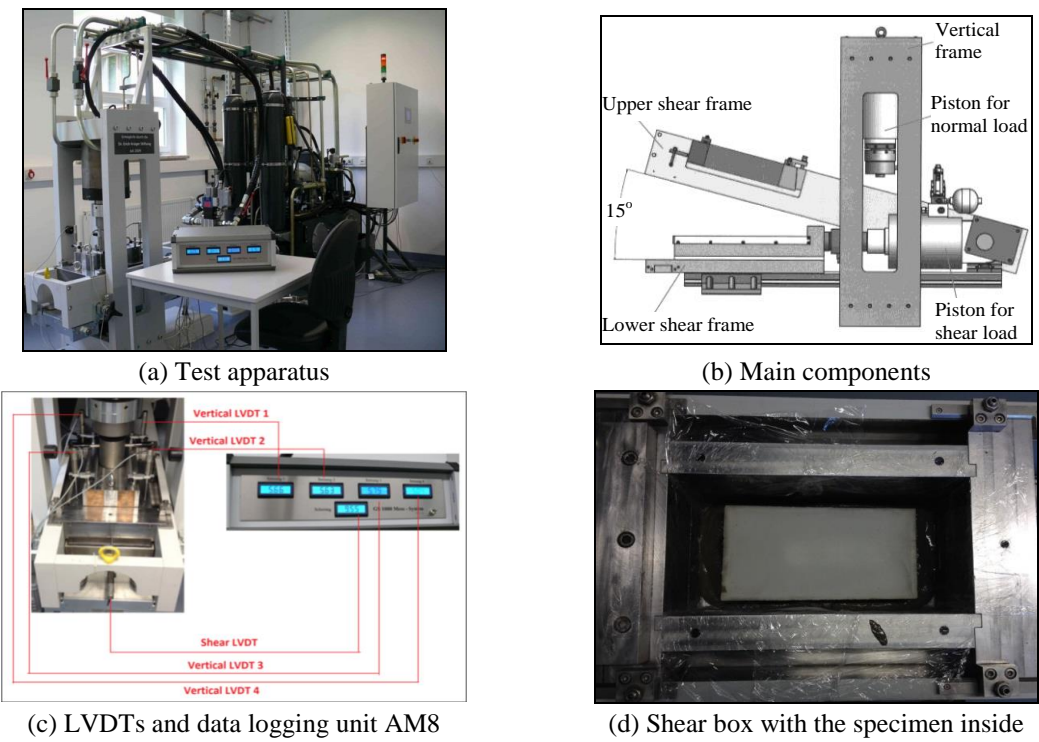 Upper shear frame
15°
Lower shear frame
Vertical
frame
Piston for
normal load
Piston for
shear load
(a) Test apparatus
(b) Main components
Vertical LVDT 1
Vertical LVDT 2
Shear LVDT
Vertical LVDT 3
Vertical LVDT 4
(c) LVDTs and data logging unit AM8
(d) Shear box with the specimen inside